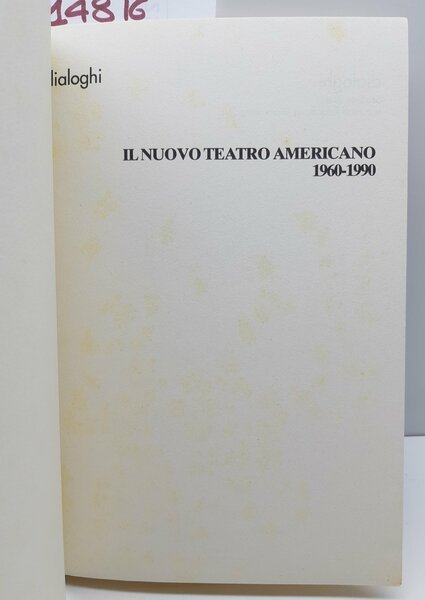 14816
dialoghi
IL NUOVO TEATRO AMERICANO
1960-1990